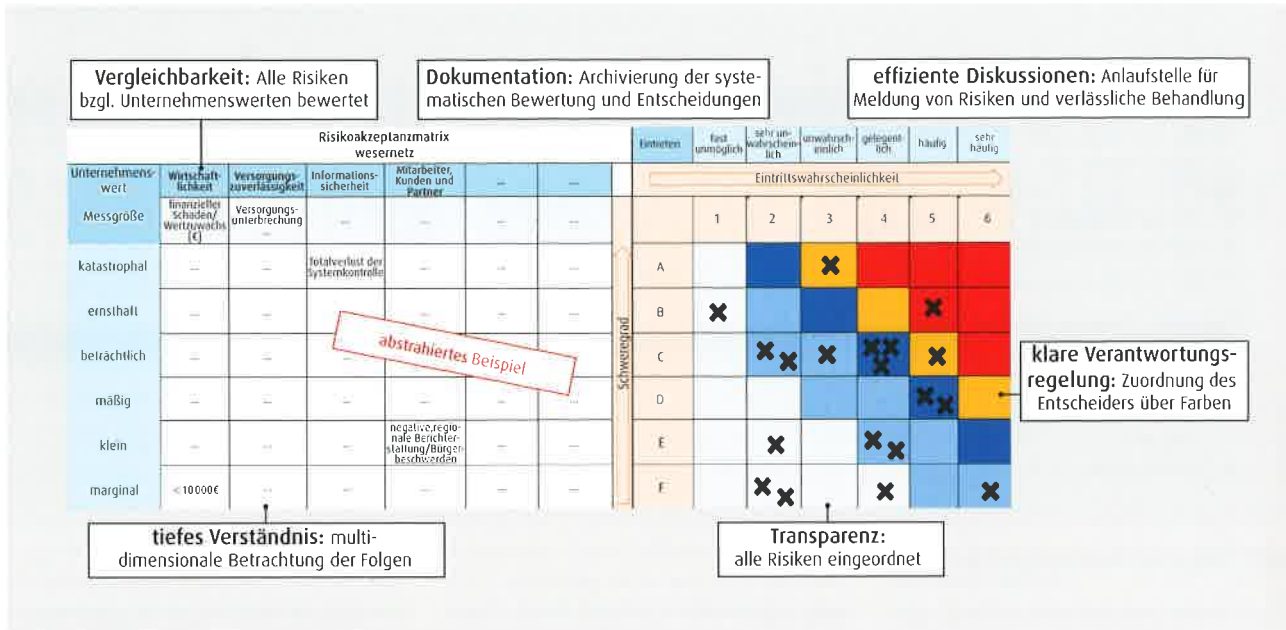 Vergleichbarkeit: Alle Risiken
bzgl. Unternehmenswerten bewertet
Dokumentation: Archivierung der syste-
matischen Bewertung und Entscheidungen
effiziente Diskussionen: Anlaufstelle für
Meldung von Risiken und verlässliche Behandlung
Risikoakzeptanzmatrix
wesernetz
Eintreten
fast
unmöglich
sehr un-
wahrschein-
lich
unwahrsch-
einlich
gelegent-
lich
häufig
sehr
häufig
Unternehmens-
wert
Wirtschaft-
lichkeit
Versorgungs-
zuverlässigkeit
Informations-
sicherheit
Mitarbeiter,
Kunden und
Partner
...
...
Eintrittswahrscheinlichkeit
Messgröße
finanzieller
Schaden/
Wertzuwachs
(€)
Versorgungs-
unterbrechung
...
...
...
...
...
1
2
3
4
5
6
Schweregrad
katastrophal
...
...
Totalverlust der
Systemkontrolle
...
...
...
A
ernsthaft
...
...
...
...
...
...
B
abstrahiertes Beispiel
beträchtlich
...
...
...
...
C
mäßig
...
...
...
...
...
...
D
klein
...
...
...
negative,regio-
nale Berichter-
stattung/Bürger-
beschwerden
...
...
E
marginal
<10000€
...
...
...
...
...
F
klare Verantwortungs-
regelung: Zuordnung des
Entscheiders über Farben
tiefes Verständnis: multi-
dimensionale Betrachtung der Folgen
Transparenz:
alle Risiken eingeordnet